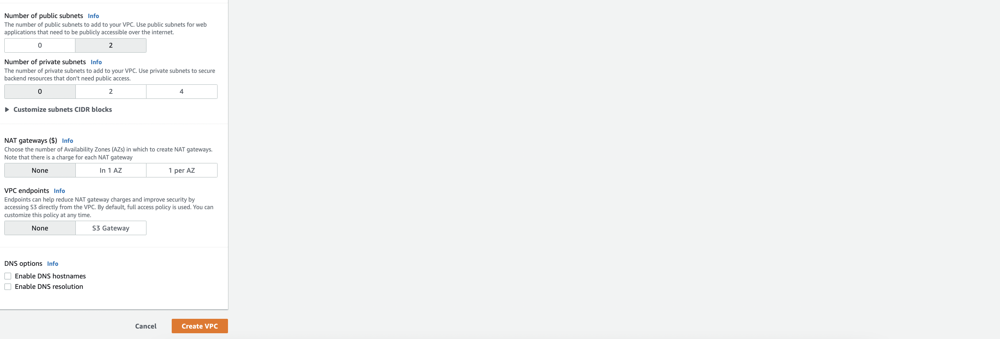 Number of public subnets Info
The number of public subnets to add to your VPC. Use public subnets for web
applications that need to be publicly accessible over the internet.
0 2
Number of private subnets Info
The number of private subnets to add to your VPC. Use private subnets to secure
backend resources that don't need public access.
0 2 4
Customize subnets CIDR blocks
NAT gateways ($) Info
Choose the number of Availability Zones (AZs) in which to create NAT gateways.
Note that there is a charge for each NAT gateway
None In 1 AZ 1 per AZ
VPC endpoints Info
Endpoints can help reduce NAT gateway charges and improve security by
accessing S3 directly from the VPC. By default, full access policy is used. You can
customize this policy at any time.
None S3 Gateway
DNS options Info
Enable DNS hostnames
Enable DNS resolution
Cancel Create VPC